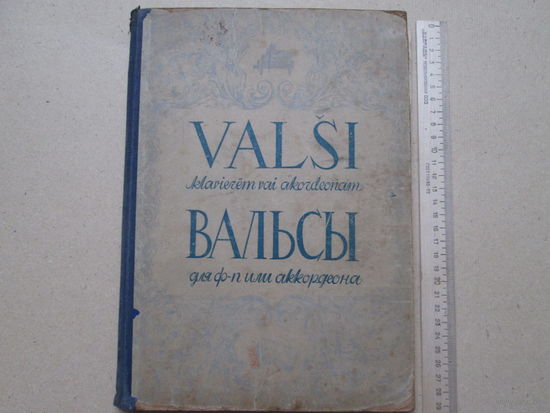 VALŠI
klavierēm vai akordeonam
ВАЛЬСЫ
для ф-п или аккордеона